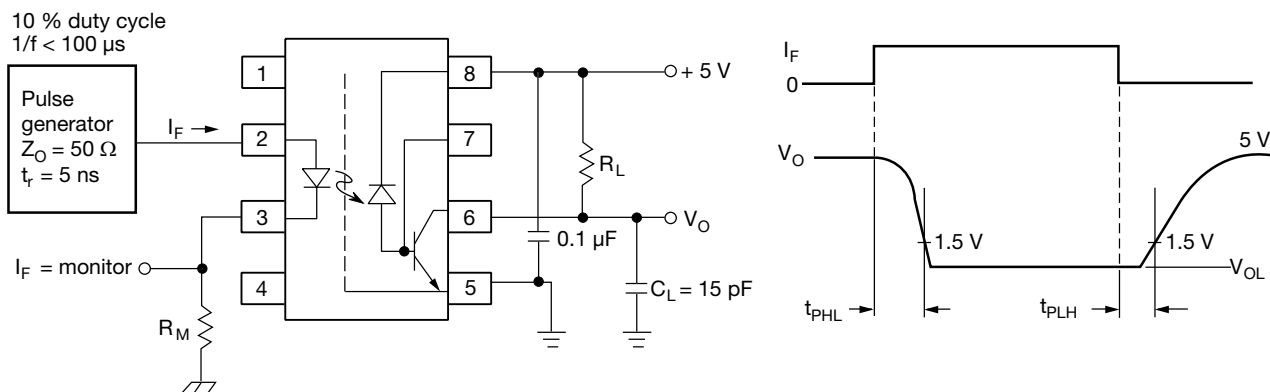 10 % duty cycle
1/f < 100 µs
Pulse
generator
Z_O = 50 Ω
t_r = 5 ns
I_F
1
2
3
4
8
7
6
5
+ 5 V
R_L
V_O
0.1 µF
C_L = 15 pF
I_F = monitor
R_M
I_F
0
V_O
5 V
1.5 V
1.5 V
V_OL
t_PHL
t_PLH